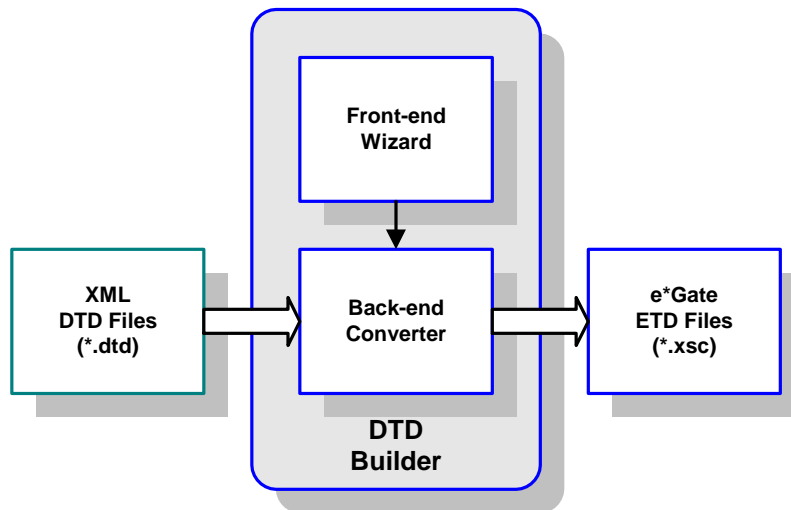 Front-end
Wizard
XML
DTD Files
(*.dtd)
Back-end
Converter
e*Gate
ETD Files
(*.xsc)
DTD
Builder